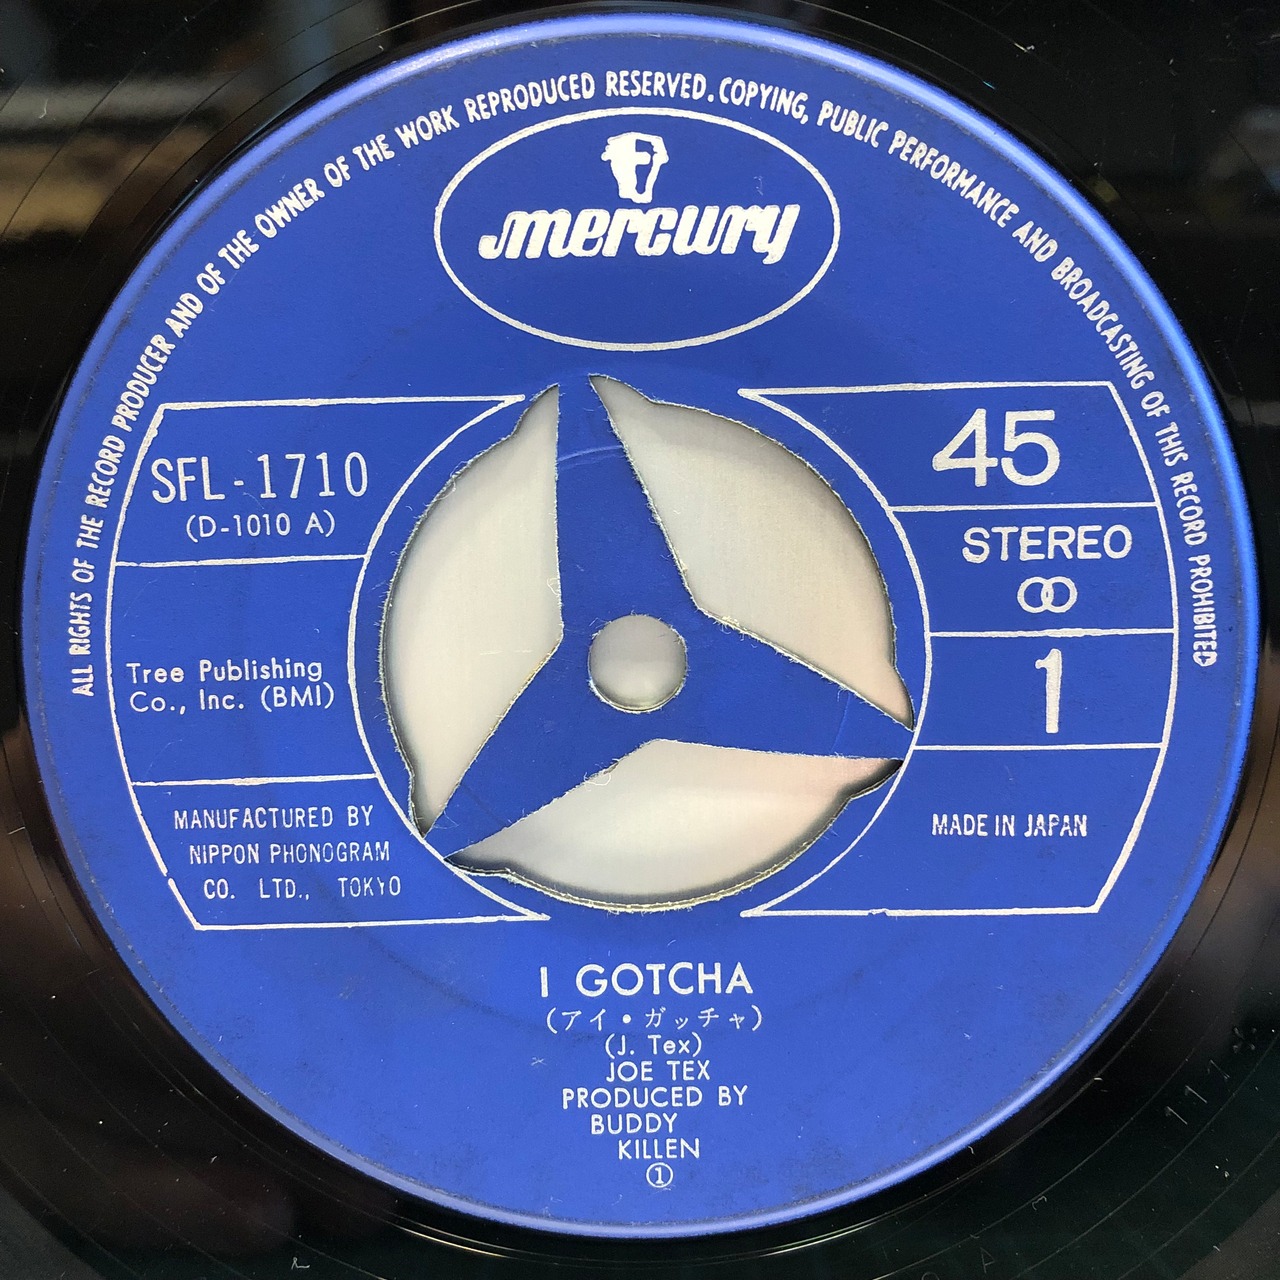 ALL RIGHTS OF THE RECORD PRODUCER AND OF THE OWNER OF THE WORK REPRODUCED RESERVED. COPYING, PUBLIC PERFORMANCE AND BROADCASTING OF THIS RECORD PROHIBITED
mercury
SFL-1710
(D-1010 A)
Tree Publishing
Co., Inc. (BMI)
MANUFACTURED BY
NIPPON PHONOGRAM
CO. LTD., TOKYO
45
STEREO
1
MADE IN JAPAN
I GOTCHA
(アイ・ガッチャ)
(J. Tex)
JOE TEX
PRODUCED BY
BUDDY
KILLEN
①